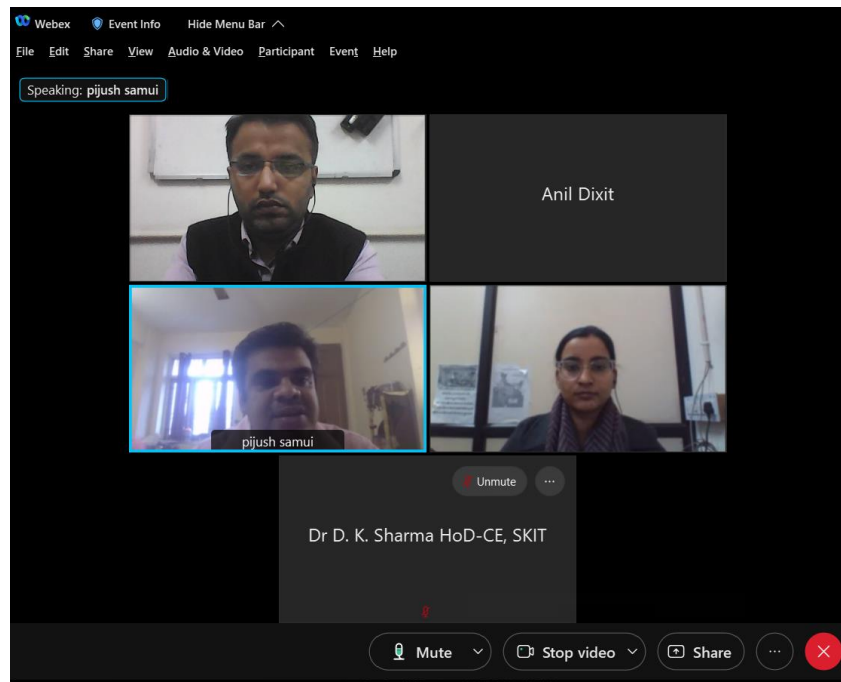 Webex Event Info Hide Menu Bar
File Edit Share View Audio & Video Participant Event Help
Speaking: pijush samui
Anil Dixit
pijush samui
Unmute ...
Dr D. K. Sharma HoD-CE, SKIT
Mute Stop video Share ...